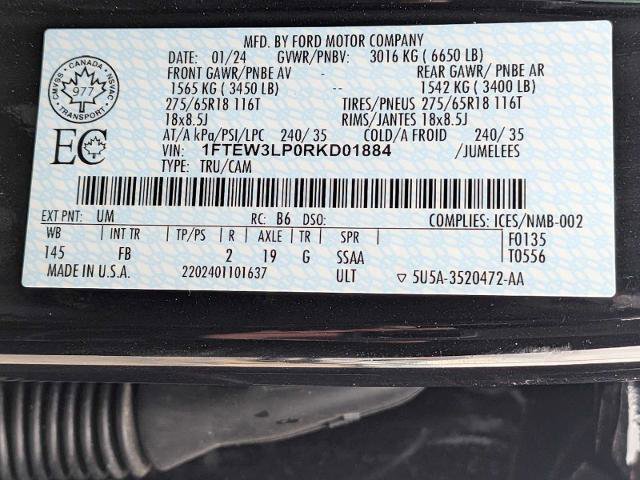 MFD. BY FORD MOTOR COMPANY
DATE: 01/24 GVWR/PNBV: 3016 KG ( 6650 LB)
FRONT GAWR/PNBE AV -- REAR GAWR/ PNBE AR
1565 KG ( 3450 LB) -- 1542 KG ( 3400 LB)
275/65R18 116T TIRES/PNEUS 275/65R18 116T
18x8.5J RIMS/JANTES 18x8.5J
AT/A kPa/PSI/LPC 240/ 35 COLD/A FROID 240/ 35
VIN: 1FTEW3LP0RKD01884 /JUMELEES
TYPE: TRU/CAM
CANADA
977
TRANSPORT
CMVSS
NSVAC
EC
EXT PNT: UM RC: B6 DSO: COMPLIES: ICES/NMB-002
WB INT TR TP/PS R AXLE TR SPR F0135
145 FB 2 19 G SSAA T0556
MADE IN U.S.A. 2202401101637 ULT ▽ 5U5A-3520472-AA